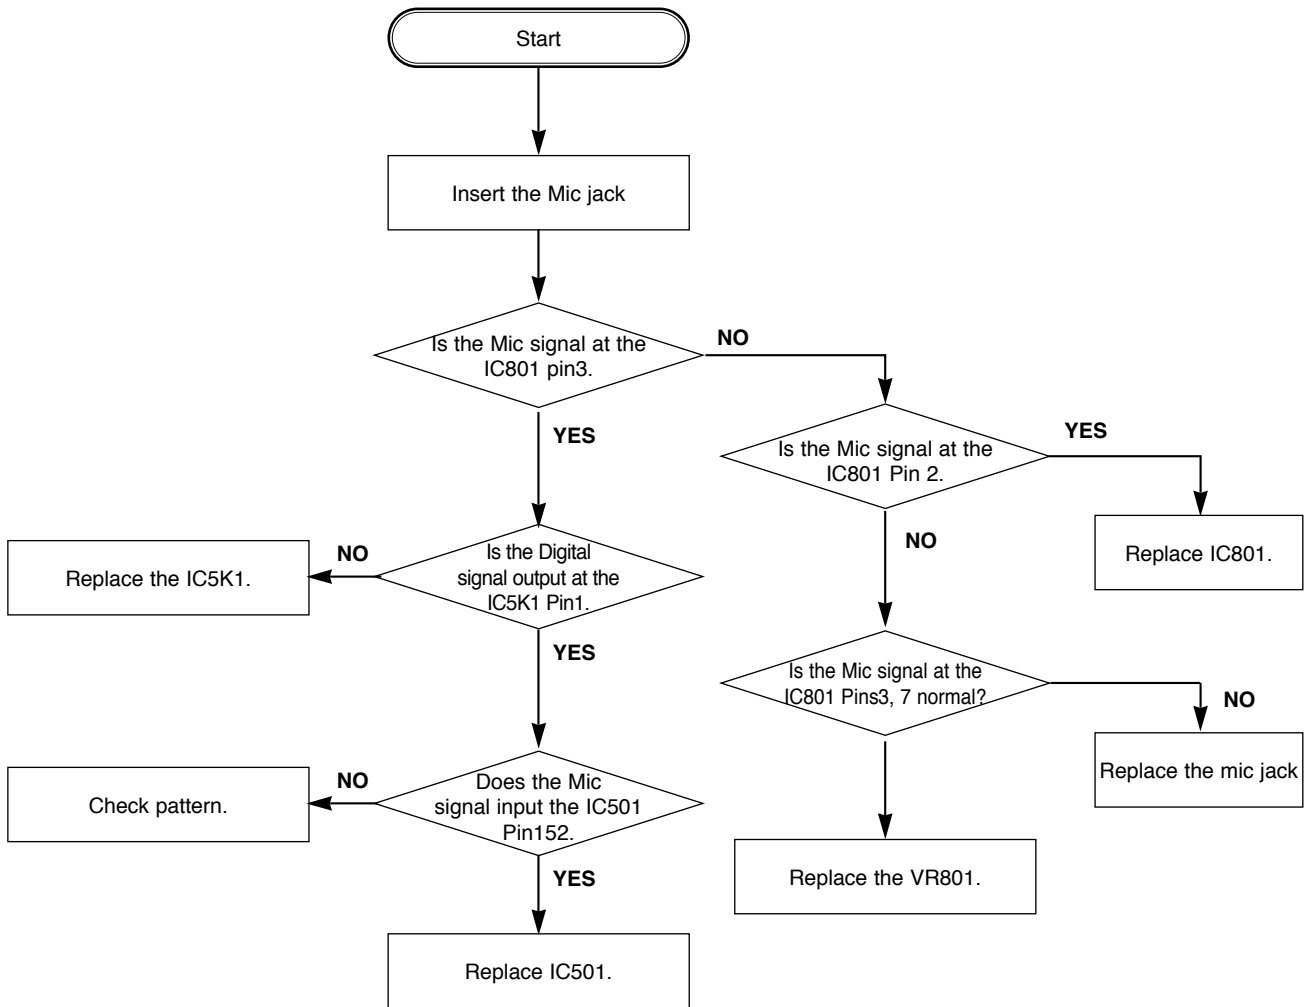 Start
Insert the Mic jack
Is the Mic signal at the
IC801 pin3.
NO
YES
Is the Mic signal at the
IC801 Pin 2.
YES
Replace IC801.
NO
Is the Digital
signal output at the
IC5K1 Pin1.
NO
Replace the IC5K1.
YES
Is the Mic signal at the
IC801 Pins3, 7 normal?
NO
Replace the mic jack
Does the Mic
signal input the IC501
Pin152.
NO
Check pattern.
YES
Replace the VR801.
Replace IC501.